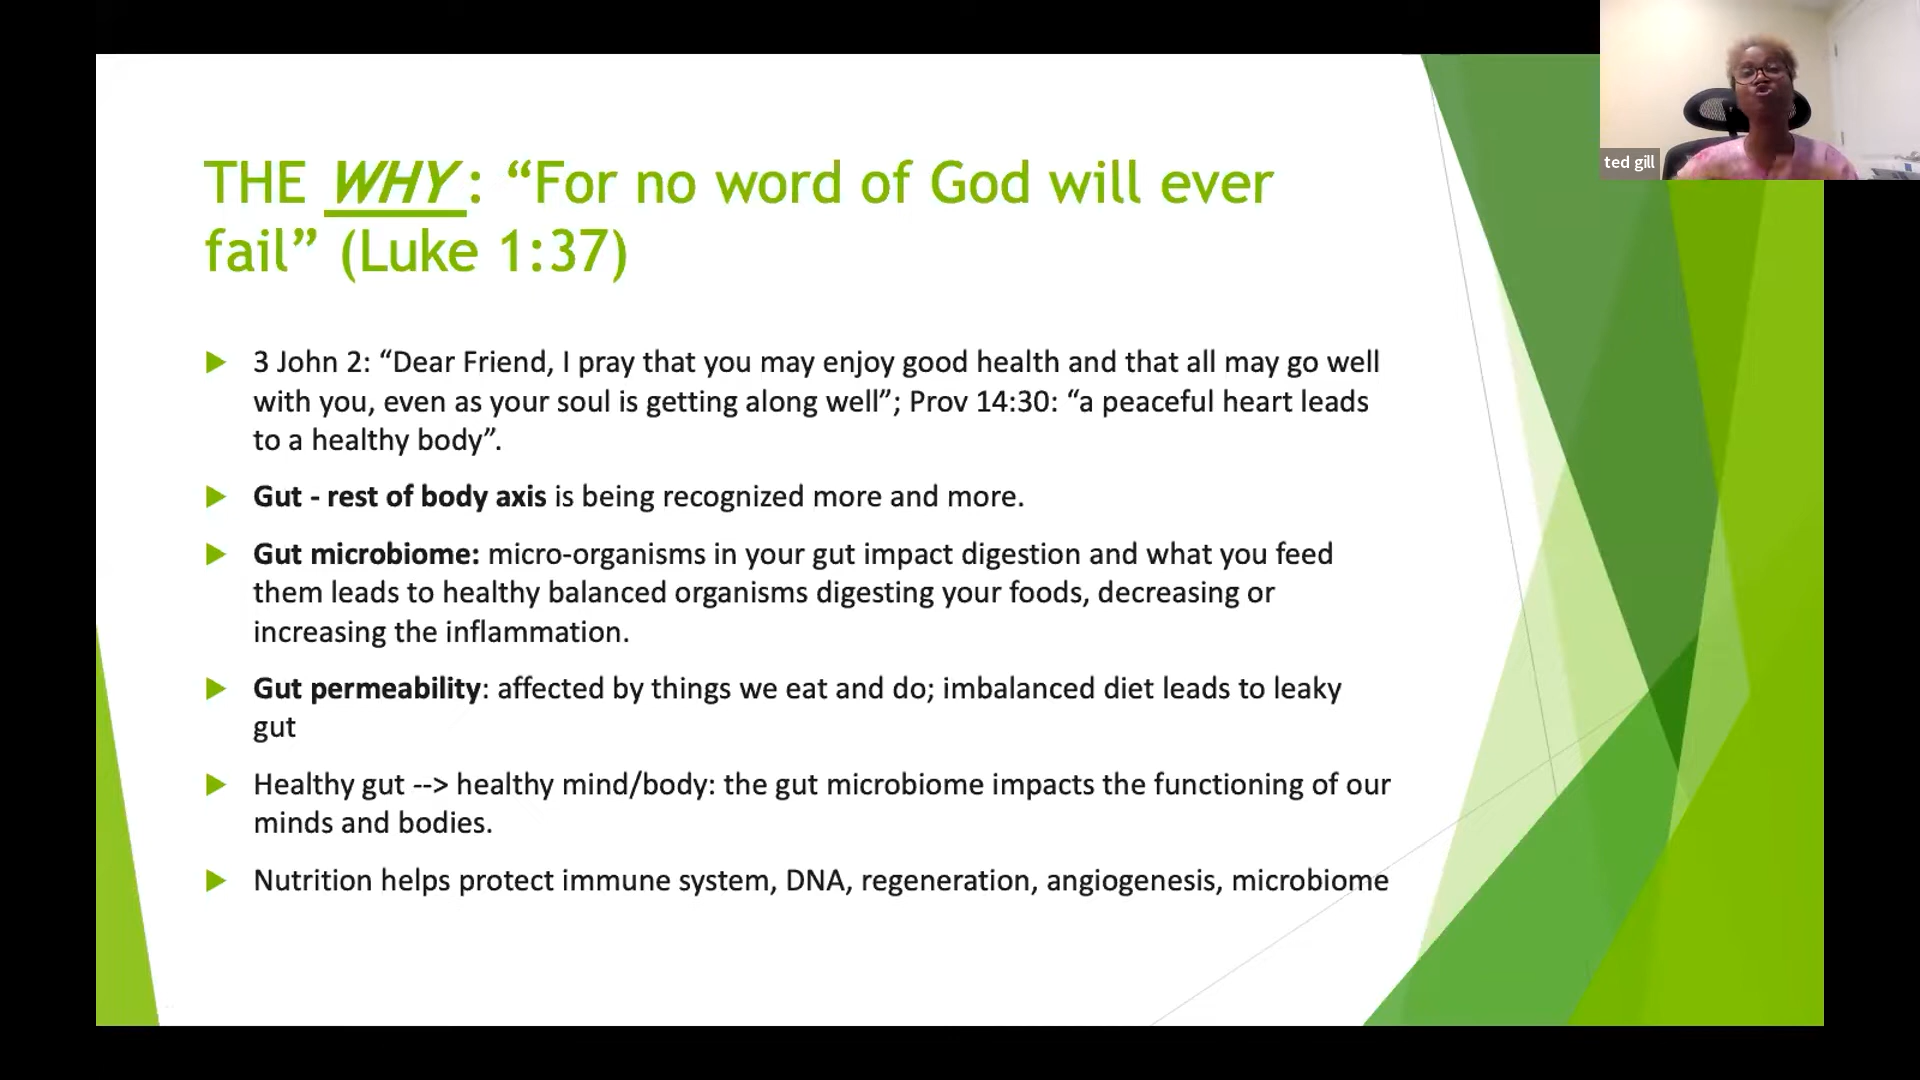 THE WHY: “For no word of God will ever
fail” (Luke 1:37)
3 John 2: “Dear Friend, I pray that you may enjoy good health and that all may go well
with you, even as your soul is getting along well”; Prov 14:30: “a peaceful heart leads
to a healthy body”.
Gut - rest of body axis is being recognized more and more.
Gut microbiome: micro-organisms in your gut impact digestion and what you feed
them leads to healthy balanced organisms digesting your foods, decreasing or
increasing the inflammation.
Gut permeability: affected by things we eat and do; imbalanced diet leads to leaky
gut
Healthy gut --> healthy mind/body: the gut microbiome impacts the functioning of our
minds and bodies.
Nutrition helps protect immune system, DNA, regeneration, angiogenesis, microbiome
ted gill